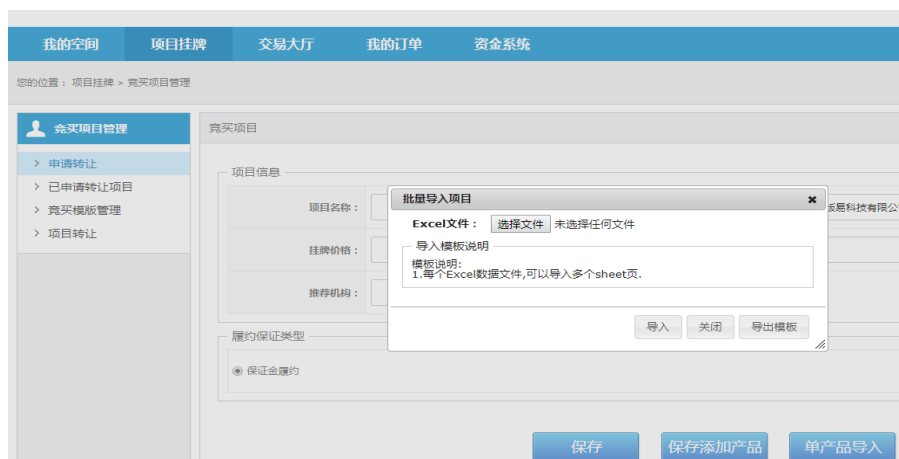 我的空间 项目挂牌 交易大厅 我的订单 资金系统
您的位置： 项目挂牌 > 竞买项目管理
竞买项目管理
> 申请转让
> 已申请转让项目
> 竞买模版管理
> 项目转让
竞买项目
项目信息
项目名称：
版易科技有限公
挂牌价格：
推荐机构：
批量导入项目
Excel文件： 选择文件 未选择任何文件
导入模板说明
模板说明:
1.每个Excel数据文件,可以导入多个sheet页.
导入 关闭 导出模板
履约保证类型
保证金履约
保存 保存添加产品 单产品导入